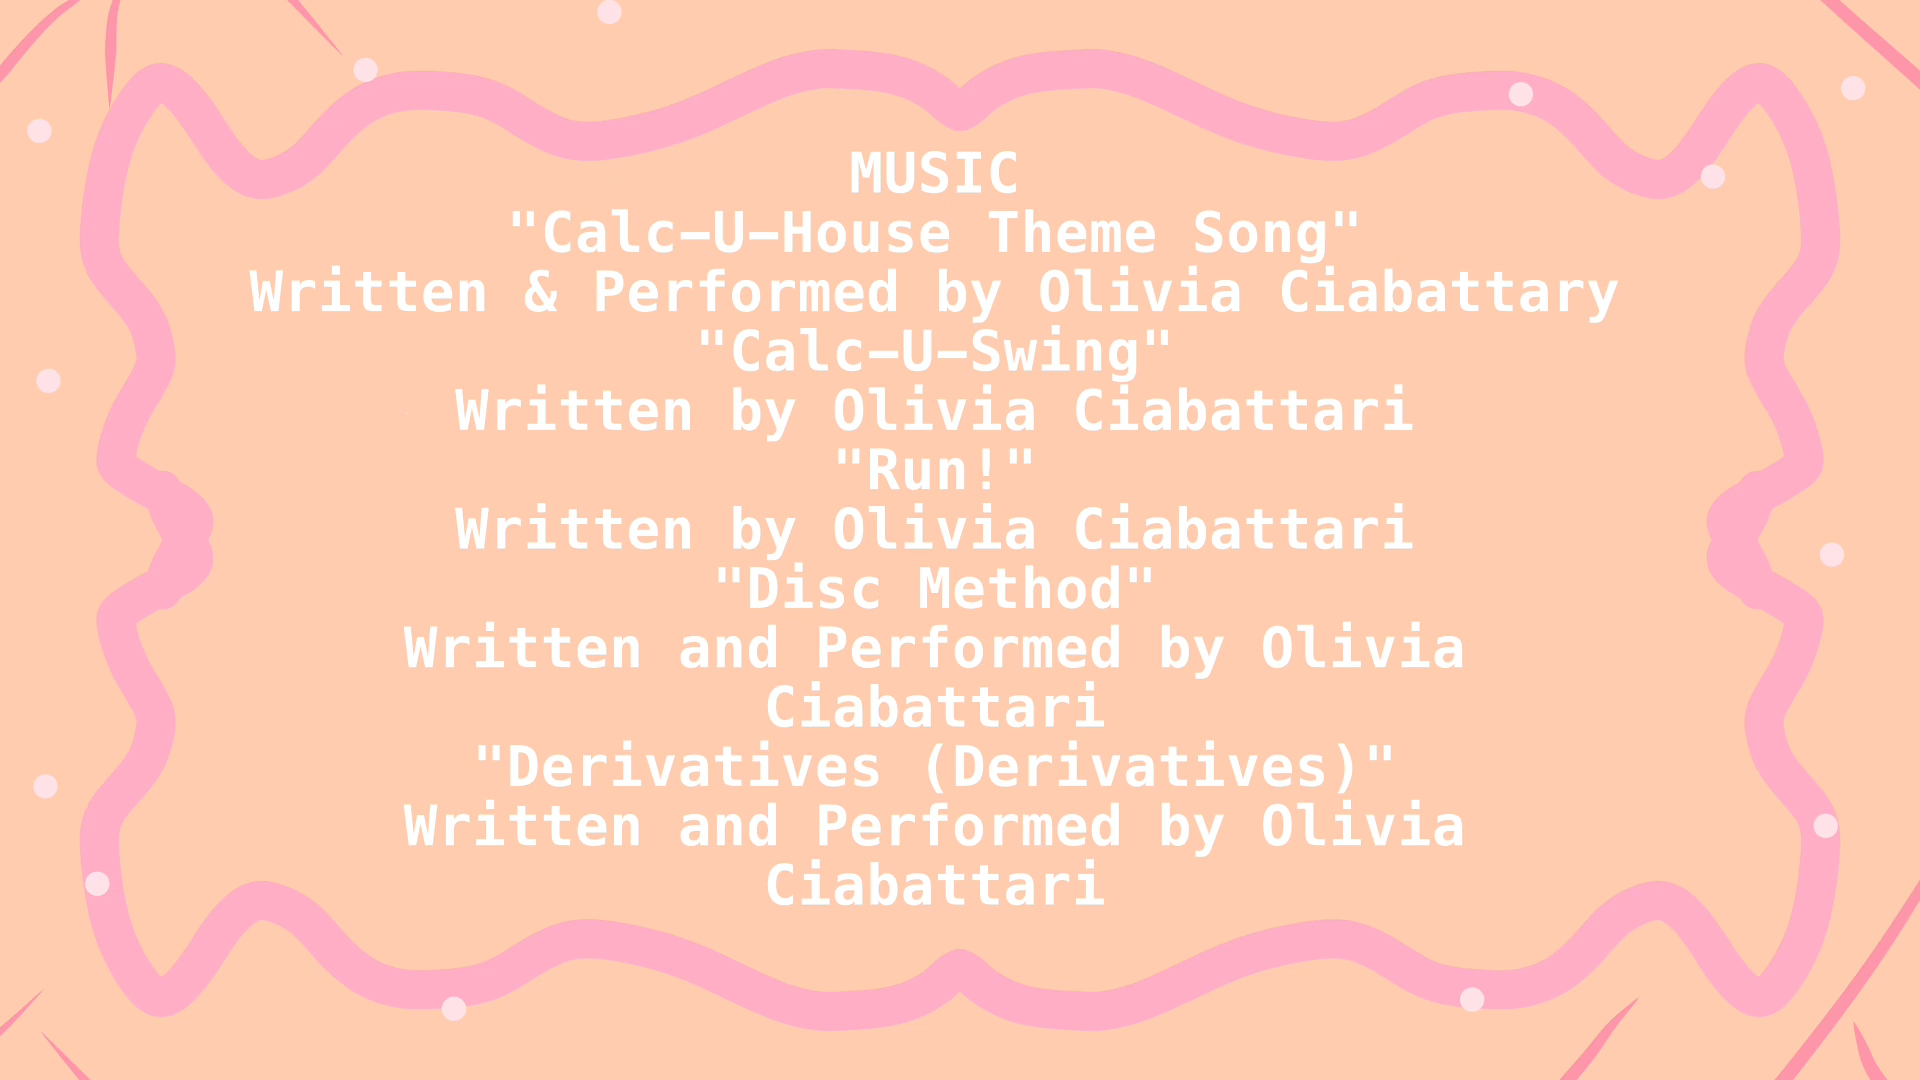 MUSIC
"Calc-U-House Theme Song"
Written & Performed by Olivia Ciabattary
"Calc-U-Swing"
Written by Olivia Ciabattari
"Run!"
Written by Olivia Ciabattari
"Disc Method"
Written and Performed by Olivia
Ciabattari
"Derivatives (Derivatives)"
Written and Performed by Olivia
Ciabattari